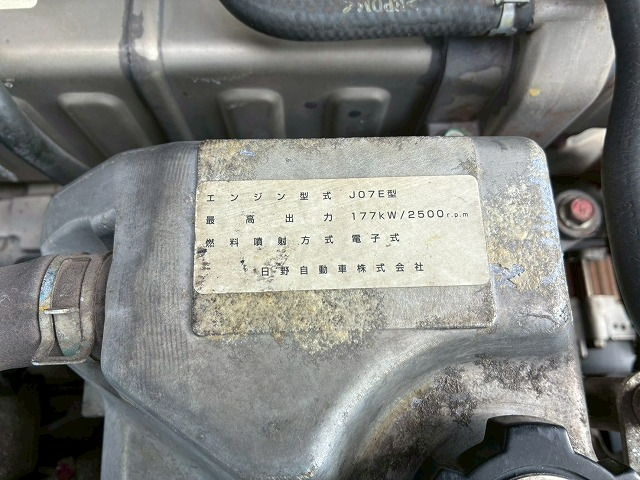 エンジン型式 J07E型
最高出力 177kW/2500r.p.m
燃料噴射方式 電子式
日野自動車株式会社